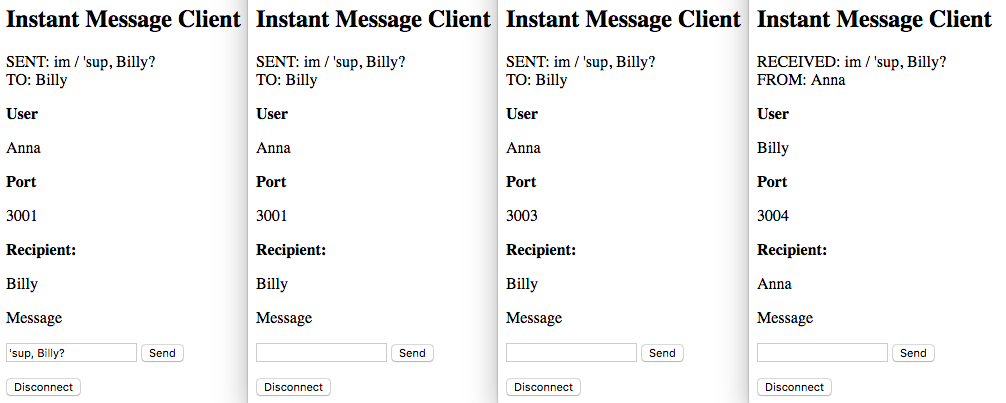 Instant Message Client
SENT: im / 'sup, Billy?
TO: Billy
User
Anna
Port
3001
Recipient:
Billy
Message
'sup, Billy? Send
Disconnect
Instant Message Client
SENT: im / 'sup, Billy?
TO: Billy
User
Anna
Port
3001
Recipient:
Billy
Message
Send
Disconnect
Instant Message Client
SENT: im / 'sup, Billy?
TO: Billy
User
Anna
Port
3003
Recipient:
Billy
Message
Send
Disconnect
Instant Message Client
RECEIVED: im / 'sup, Billy?
FROM: Anna
User
Billy
Port
3004
Recipient:
Anna
Message
Send
Disconnect